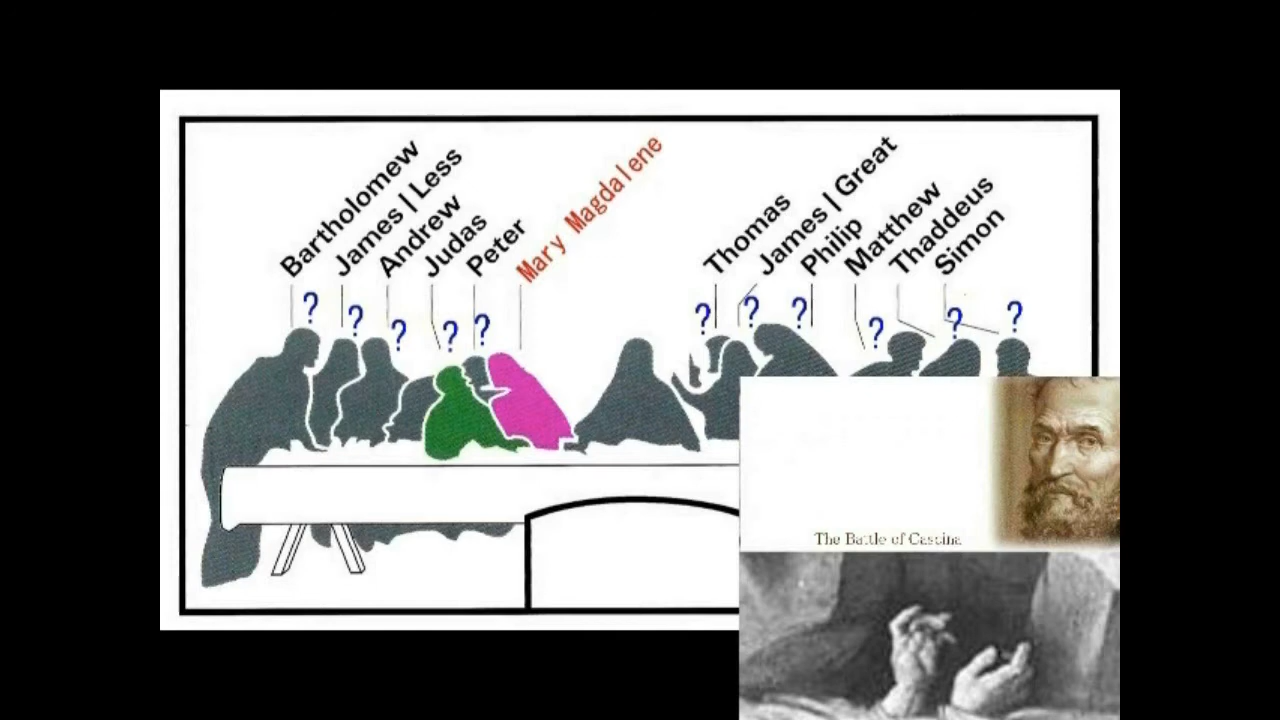 Bartholomew
James | Less
Andrew
Judas
Peter
Mary Magdalene
Thomas
James | Great
Philip
Matthew
Thaddeus
Simon
? ? ? ? ? ? ? ? ? ? ?
The Battle of Cascina